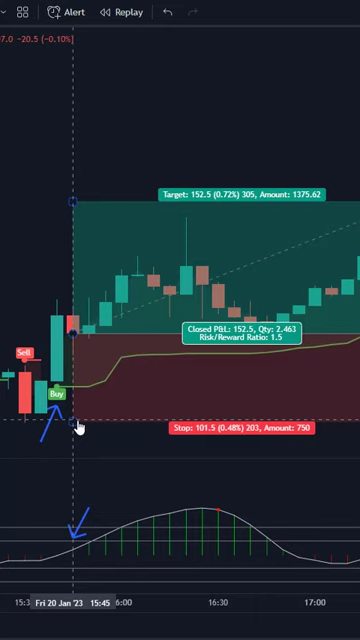 Alert
Replay
7.0 −20.5 (−0.10%)
Target: 152.5 (0.72%) 305, Amount: 1375.62
Closed P&L: 152.5, Qty: 2.463
Risk/Reward Ratio: 1.5
Sell
Buy
Stop: 101.5 (0.48%) 203, Amount: 750
15:3
Fri 20 Jan '23 15:45
6:00
16:30
17:00